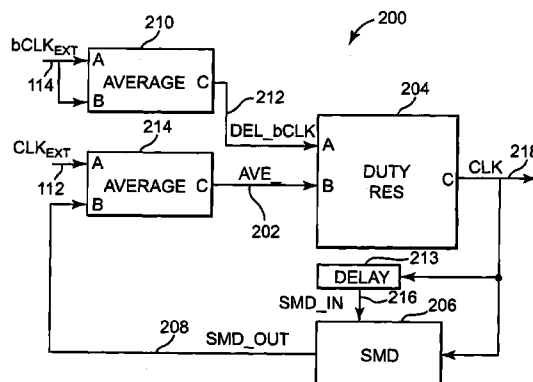 210
200
bCLKEXT
A
AVERAGE
C
114
B
212
204
214
DEL_bCLK
A
CLKEXT
A
AVERAGE
C
AVE_
B
DUTY
RES
C
CLK
218
112
B
202
213
DELAY
SMD_IN
216
206
208
SMD_OUT
SMD